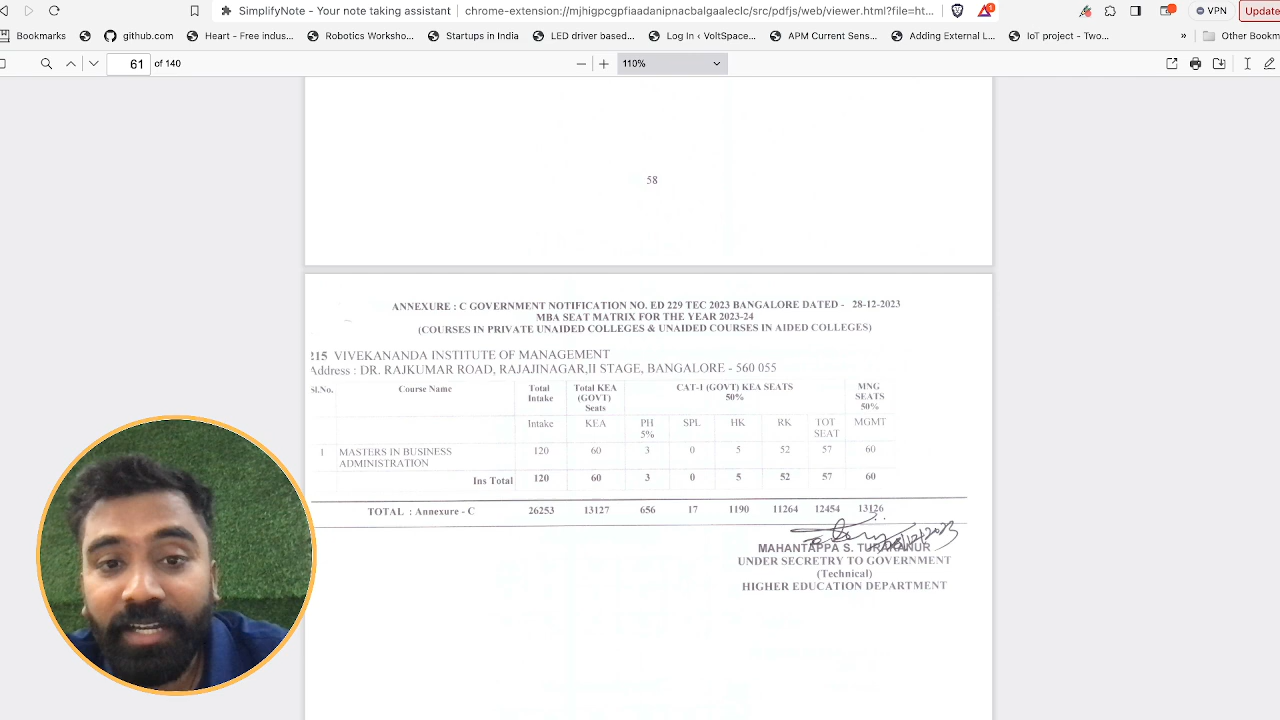 SimplifyNote - Your note taking assistant chrome-extension://mjhigpcgpfiaadanipnacbalgaaleclc/src/pdfjs/web/viewer.html?file=ht... 1 VPN Update
Bookmarks github.com Heart - Free indus... Robotics Worksho... Startups in India LED driver based... Log In ‹ VoltSpace... APM Current Sens... Adding External L... IoT project - Two... » Other Bookm
61 of 140 110%
58
ANNEXURE : C GOVERNMENT NOTIFICATION NO. ED 229 TEC 2023 BANGALORE DATED - 28-12-2023
MBA SEAT MATRIX FOR THE YEAR 2023-24
(COURSES IN PRIVATE UNAIDED COLLEGES & UNAIDED COURSES IN AIDED COLLEGES)
215 VIVEKANANDA INSTITUTE OF MANAGEMENT
Address : DR. RAJKUMAR ROAD, RAJAJINAGAR,II STAGE, BANGALORE - 560 055
Sl.No. Course Name Total Intake Total KEA (GOVT) Seats CAT-1 (GOVT) KEA SEATS 50% MNG SEATS 50%
Intake KEA PH 5% SPL HK RK TOT SEAT MGMT
1 MASTERS IN BUSINESS ADMINISTRATION 120 60 3 0 5 52 57 60
Ins Total 120 60 3 0 5 52 57 60
TOTAL : Annexure - C 26253 13127 656 17 1190 11264 12454 13126
MAHANTAPPA S. TURAKANUR
UNDER SECRETRY TO GOVERNMENT
(Technical)
HIGHER EDUCATION DEPARTMENT